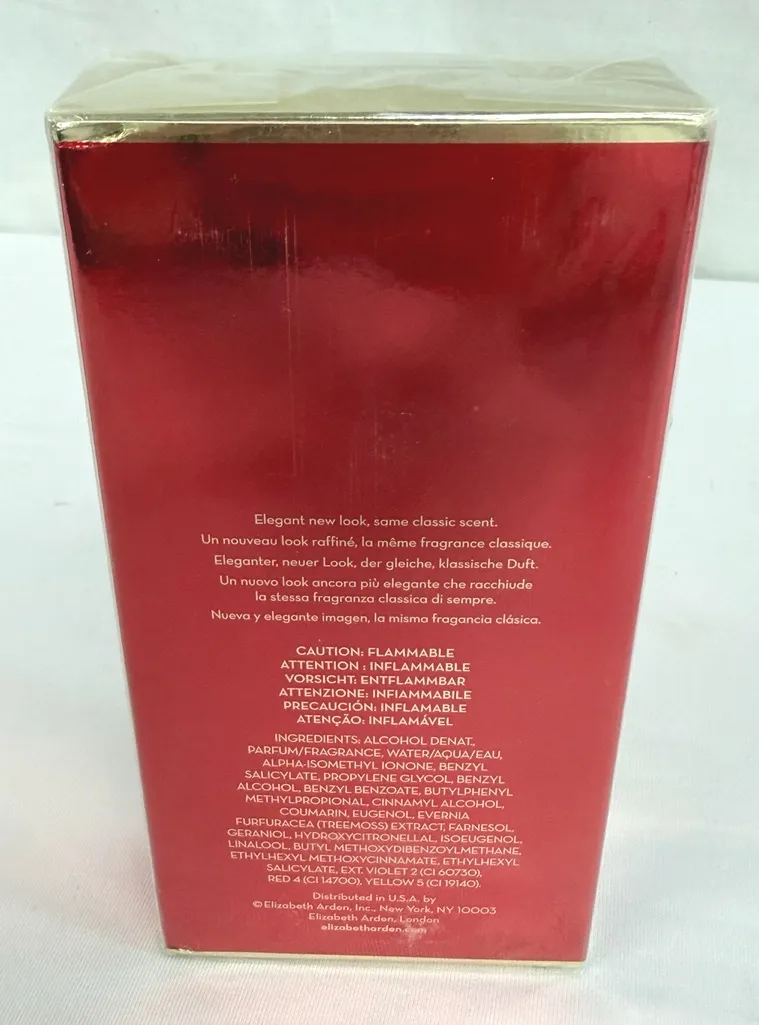 Elegant new look, same classic scent.
Un nouveau look raffiné, la même fragrance classique.
Eleganter, neuer Look, der gleiche, klassische Duft.
Un nuovo look ancora più elegante che racchiude
la stessa fragranza classica di sempre.
Nueva y elegante imagen, la misma fragancia clásica.
CAUTION: FLAMMABLE
ATTENTION : INFLAMMABLE
VORSICHT: ENTFLAMMBAR
ATTENZIONE: INFIAMMABILE
PRECAUCIÓN: INFLAMABLE
ATENÇÃO: INFLAMÁVEL
INGREDIENTS: ALCOHOL DENAT.,
PARFUM/FRAGRANCE, WATER/AQUA/EAU,
ALPHA-ISOMETHYL IONONE, BENZYL
SALICYLATE, PROPYLENE GLYCOL, BENZYL
ALCOHOL, BENZYL BENZOATE, BUTYLPHENYL
METHYLPROPIONAL, CINNAMYL ALCOHOL,
COUMARIN, EUGENOL, EVERNIA
FURFURACEA (TREEMOSS) EXTRACT, FARNESOL,
GERANIOL, HYDROXYCITRONELLAL, ISOEUGENOL,
LINALOOL, BUTYL METHOXYDIBENZOYLMETHANE,
ETHYLHEXYL METHOXYCINNAMATE, ETHYLHEXYL
SALICYLATE, EXT. VIOLET 2 (CI 60730),
RED 4 (CI 14700), YELLOW 5 (CI 19140).
Distributed in U.S.A. by
©Elizabeth Arden, Inc., New York, NY 10003
Elizabeth Arden, London
elizabetharden.com